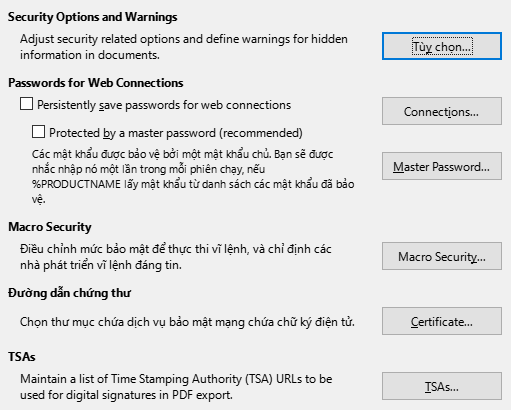 Security Options and Warnings
Adjust security related options and define warnings for hidden
information in documents.
Tùy chọn...
Passwords for Web Connections
Persistently save passwords for web connections
Connections...
Protected by a master password (recommended)
Các mật khẩu được bảo vệ bởi một mật khẩu chủ. Bạn sẽ được
nhắc nhập nó một lần trong mỗi phiên chạy, nếu
%PRODUCTNAME lấy mật khẩu từ danh sách các mật khẩu đã bảo
vệ.
Master Password...
Macro Security
Điều chỉnh mức bảo mật để thực thi vĩ lệnh, và chỉ định các
nhà phát triển vĩ lệnh đáng tin.
Macro Security...
Đường dẫn chứng thư
Chọn thư mục chứa dịch vụ bảo mật mạng chứa chữ ký điện tử.
Certificate...
TSAs
Maintain a list of Time Stamping Authority (TSA) URLs to be
used for digital signatures in PDF export.
TSAs...